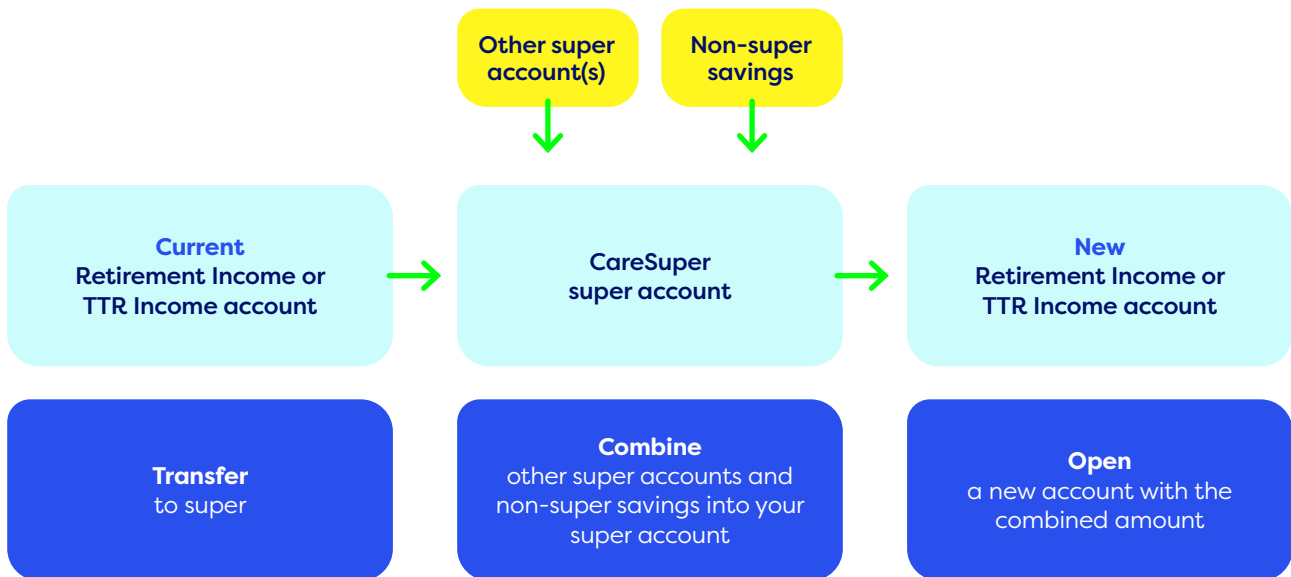 Other super
account(s)
Non-super
savings
Current
Retirement Income or
TTR Income account
CareSuper
super account
New
Retirement Income or
TTR Income account
Transfer
to super
Combine
other super accounts and
non-super savings into your
super account
Open
a new account with the
combined amount